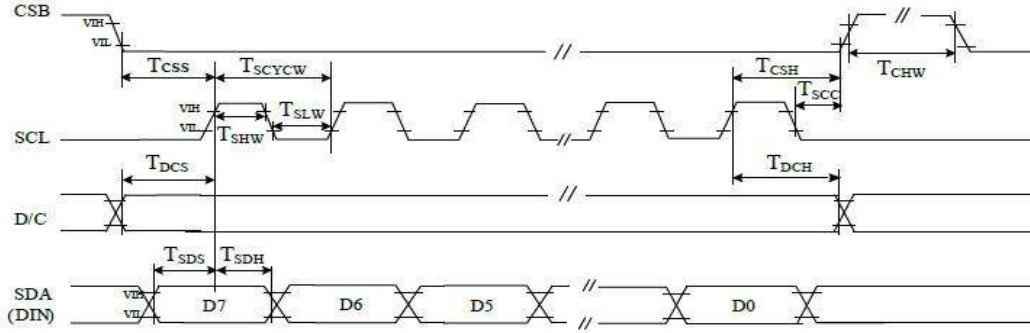 CSB
VIH
VIL
//
//
Tcss
TSCYCW
TCSH
TCHW
TSCC
SCL
VIH
VIL
TSHW
TSLW
//
TDCS
TDCH
D/C
//
TSDS
TSDH
SDA
(DIN)
VIH
VIL
D7
D6
D5
//
//
D0